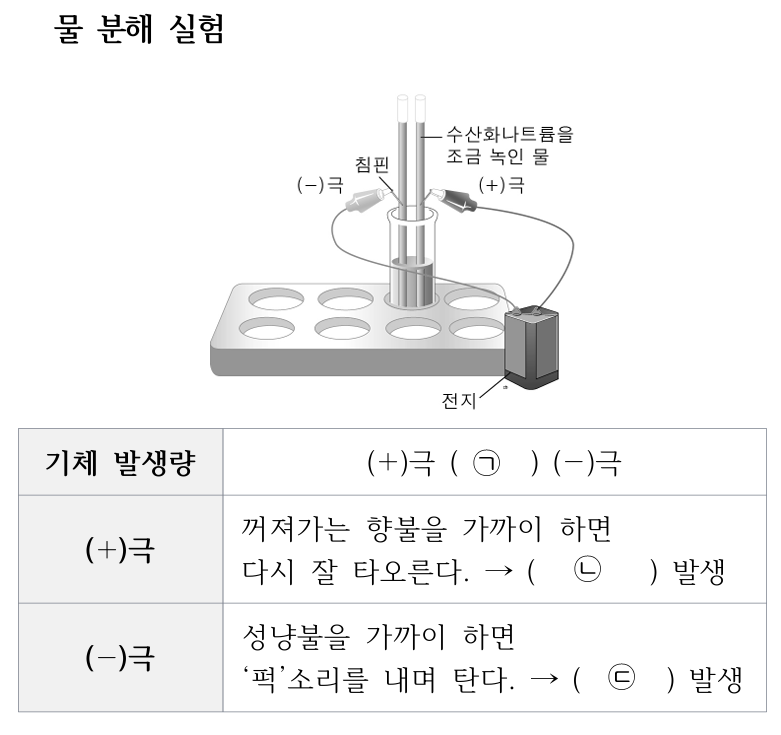 물 분해 실험
수산화나트륨을
조금 녹인 물
침핀
(−)극
(+)극
전지
기체 발생량
(+)극 ( ㉠ ) (−)극
(+)극
꺼져가는 향불을 가까이 하면
다시 잘 타오른다. → ( ㉡ ) 발생
(−)극
성냥불을 가까이 하면
‘퍽’소리를 내며 탄다. → ( ㉢ ) 발생